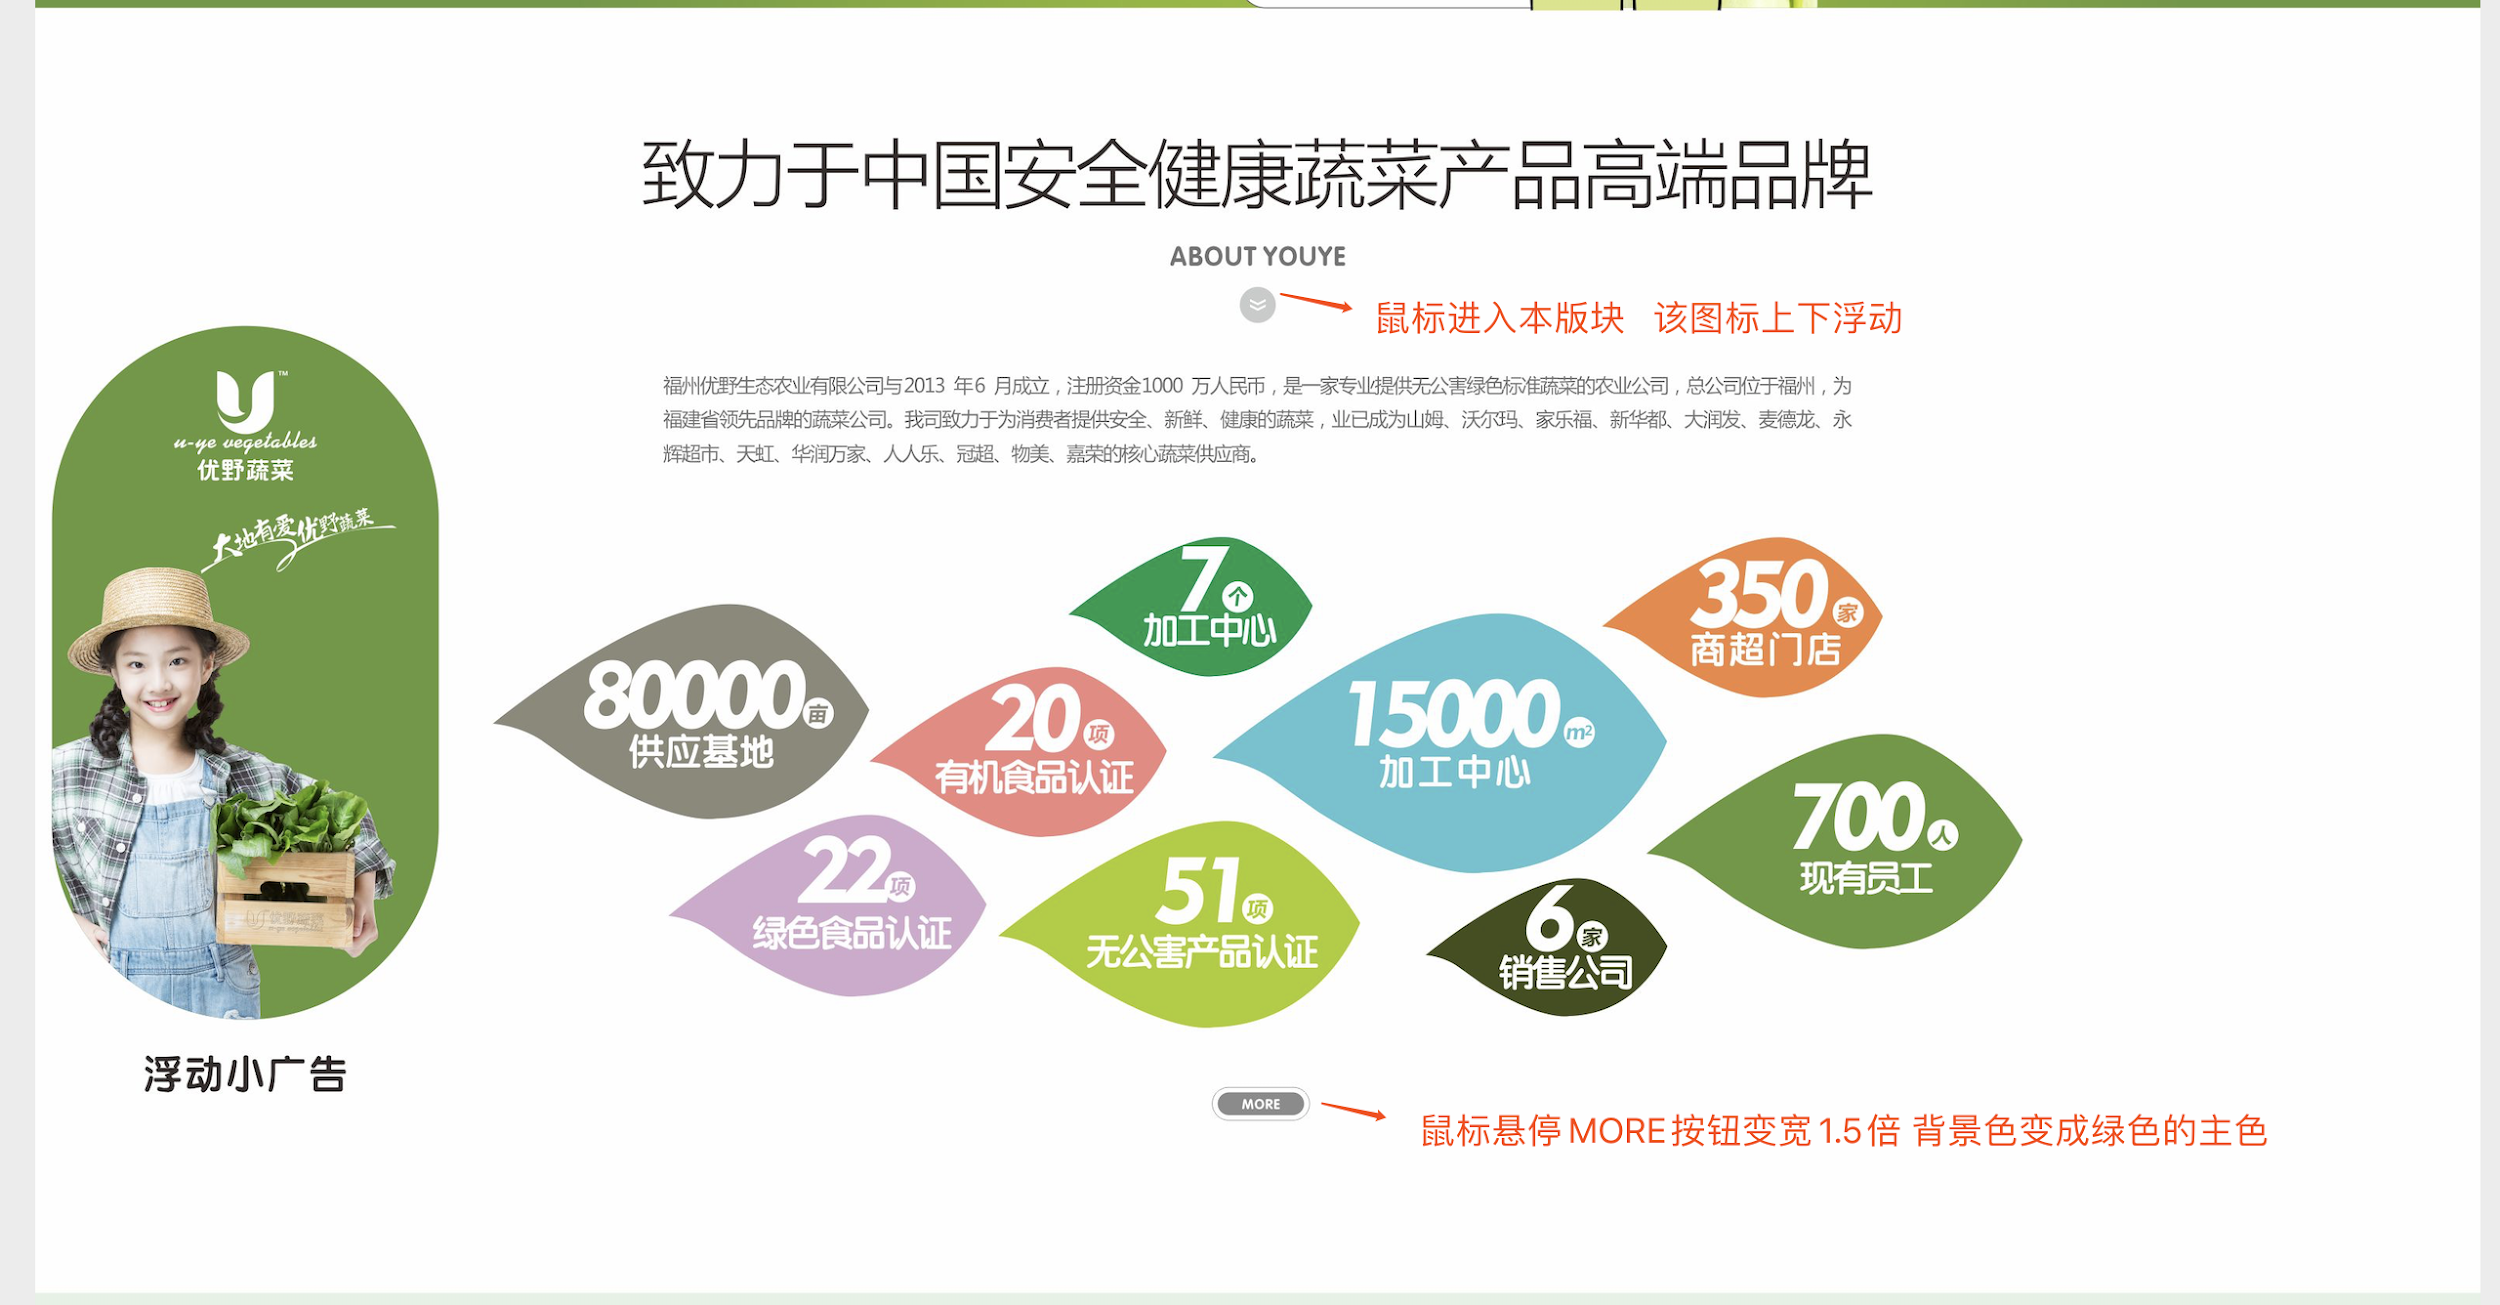 致力于中国安全健康蔬菜产品高端品牌
ABOUT YOUYE
鼠标进入本版块 该图标上下浮动
福州优野生态农业有限公司与2013 年6 月成立，注册资金1000 万人民币，是一家专业提供无公害绿色标准蔬菜的农业公司，总公司位于福州，为
福建省领先品牌的蔬菜公司。我司致力于为消费者提供安全、新鲜、健康的蔬菜，业已成为山姆、沃尔玛、家乐福、新华都、大润发、麦德龙、永
辉超市、天虹、华润万家、人人乐、冠超、物美、嘉荣的核心蔬菜供应商。
TM
u-ye vegetables
优野蔬菜
大地有爱优野蔬菜
浮动小广告
7个
加工中心
350家
商超门店
80000亩
供应基地
20项
有机食品认证
15000m²
加工中心
700人
现有员工
22项
绿色食品认证
51项
无公害产品认证
6家
销售公司
MORE
鼠标悬停MORE按钮变宽1.5倍 背景色变成绿色的主色